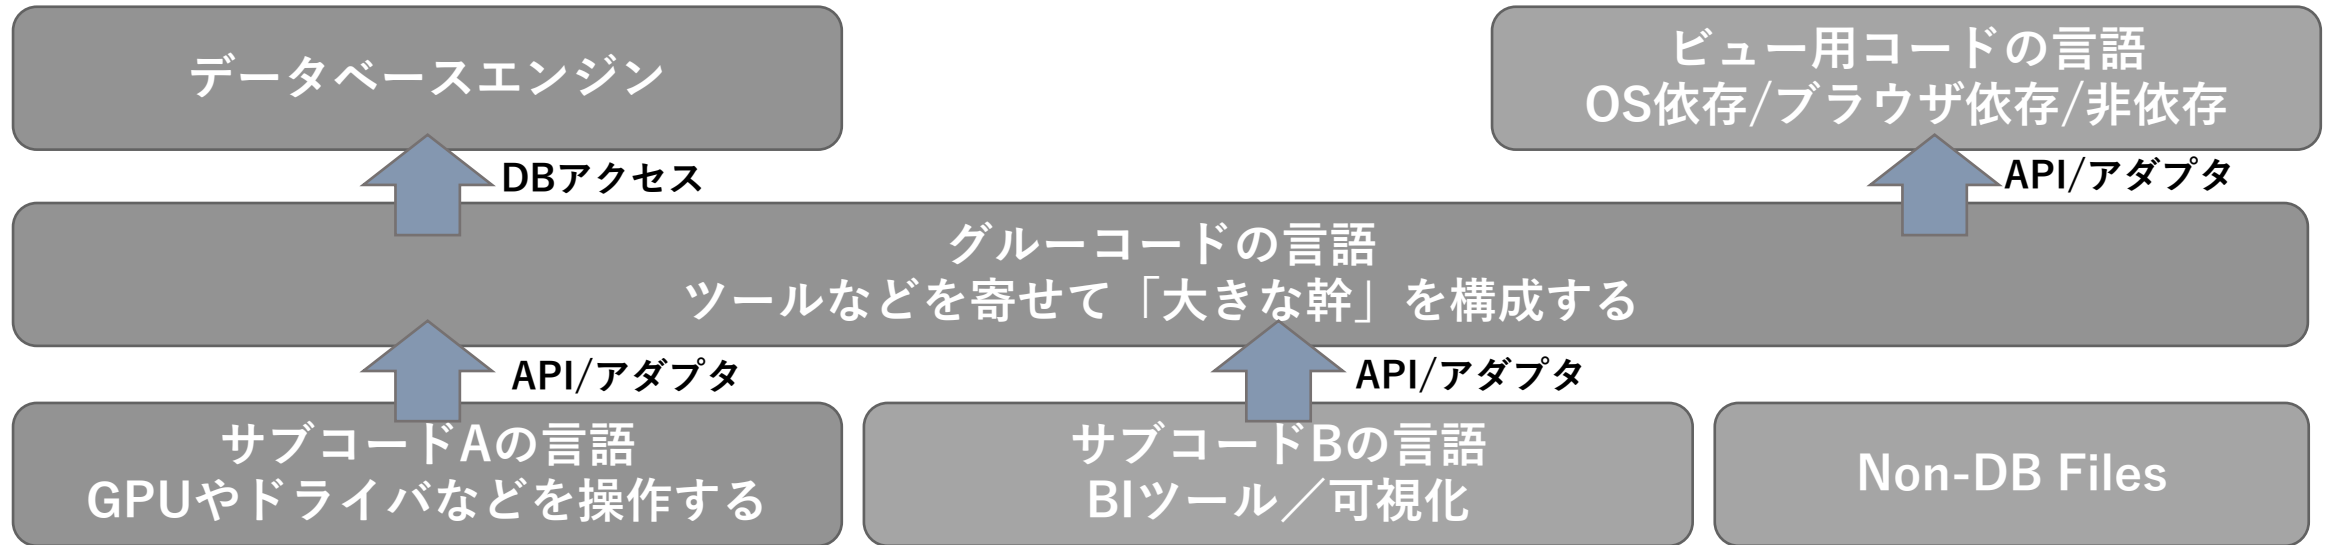 データベースエンジン
ビュー用コードの言語
OS依存/ブラウザ依存/非依存
DBアクセス
API/アダプタ
グルーコードの言語
ツールなどを寄せて「大きな幹」を構成する
API/アダプタ
API/アダプタ
サブコードAの言語
GPUやドライバなどを操作する
サブコードBの言語
BIツール／可視化
Non-DB Files